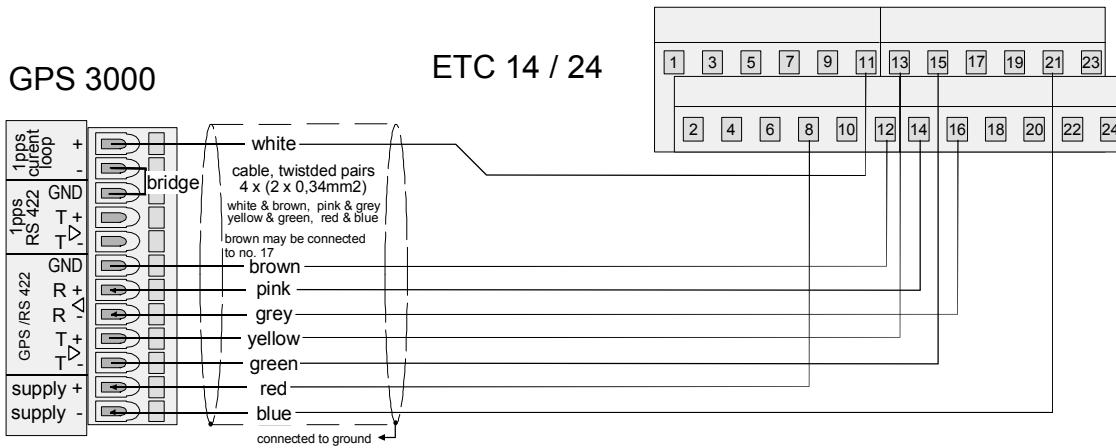 GPS 3000
ETC 14 / 24
1 3 5 7 9 11 13 15 17 19 21 23
2 4 6 8 10 12 14 16 18 20 22 24
1pps
curent
loop
+
-
bridge
1pps
RS 422
GND
T +
T -
GPS /RS 422
GND
R +
R -
T +
T -
supply +
supply -
white
cable, twistded pairs
4 x (2 x 0,34mm2)
white & brown, pink & grey
yellow & green, red & blue
brown may be connected
to no. 17
brown
pink
grey
yellow
green
red
blue
connected to ground